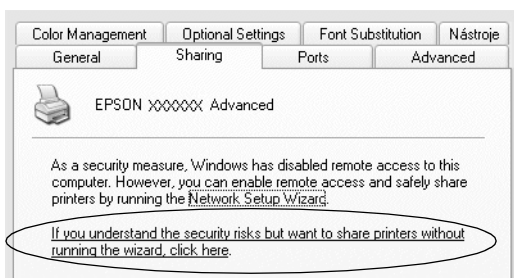 Color Management Optional Settings Font Substitution Nástroje
General Sharing Ports Advanced
EPSON XXXXXX Advanced
As a security measure, Windows has disabled remote access to this
computer. However, you can enable remote access and safely share
printers by running the Network Setup Wizard.
If you understand the security risks but want to share printers without
running the wizard, click here.